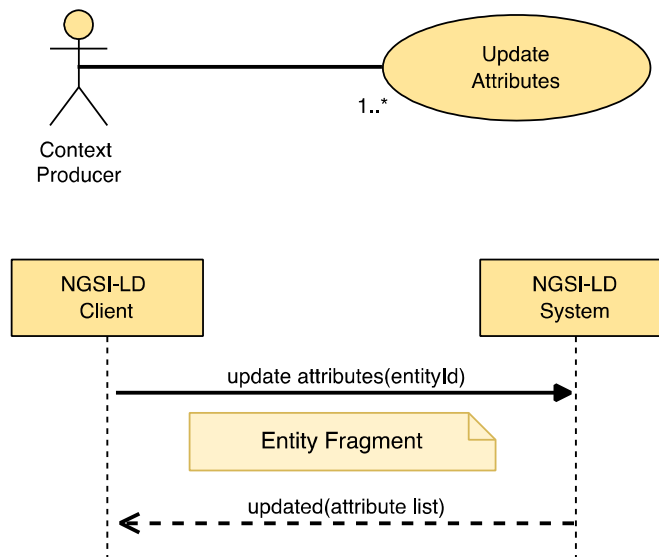 Update
Attributes
1..*
Context
Producer
NGSI-LD
Client
NGSI-LD
System
update attributes(entityId)
Entity Fragment
updated(attribute list)